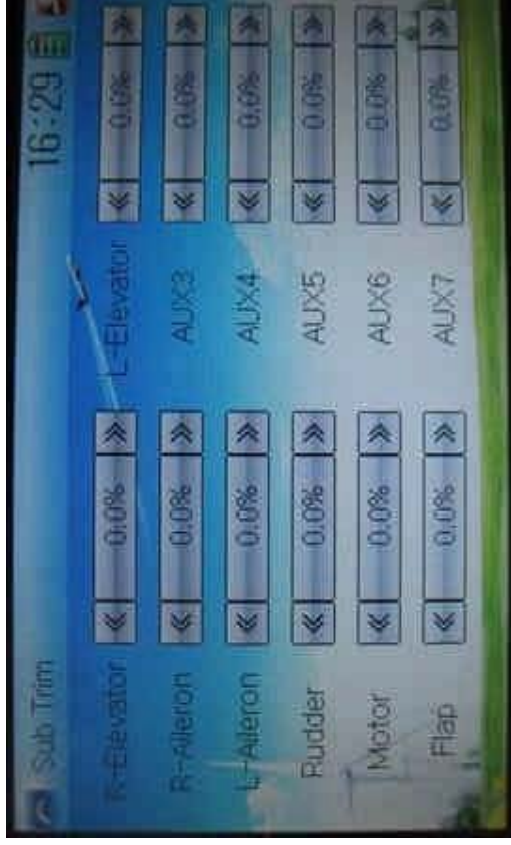 Sub Trim 16:29
R-Elevator 0.0% L-Elevator 0.0%
R-Aileron 0.0% AUX3 0.0%
L-Aileron 0.0% AUX4 0.0%
Rudder 0.0% AUX5 0.0%
Motor 0.0% AUX6 0.0%
Flap 0.0% AUX7 0.0%